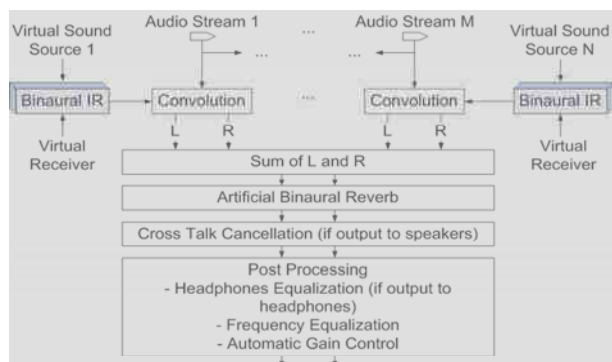 Audio Stream 1
...
Audio Stream M
Virtual Sound
Source 1
Virtual Sound
Source N
...
...
Binaural IR
Convolution
...
Convolution
Binaural IR
Virtual
Receiver
L
R
L
R
Virtual
Receiver
Sum of L and R
Artificial Binaural Reverb
Cross Talk Cancellation (if output to speakers)
Post Processing
- Headphones Equalization (if output to
headphones)
- Frequency Equalization
- Automatic Gain Control